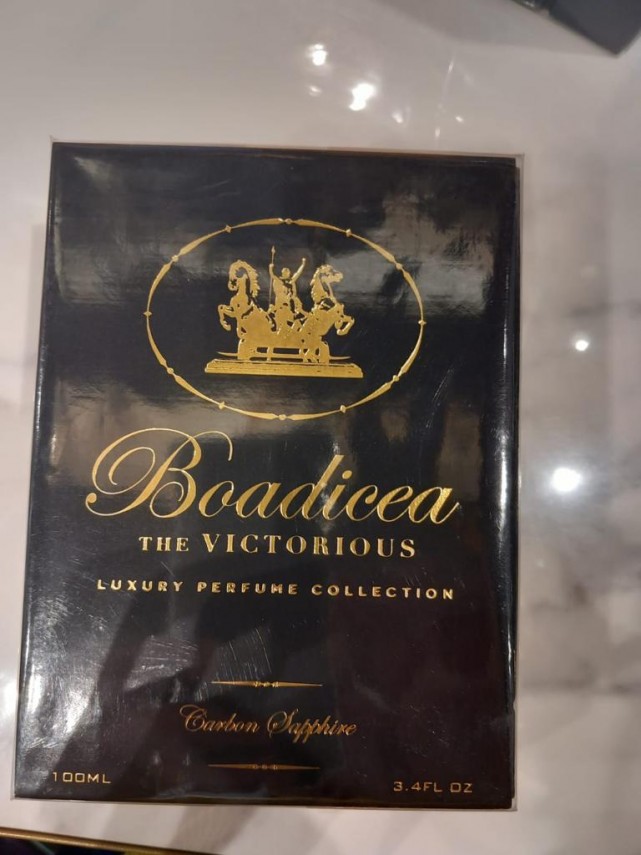 Boadicea
THE VICTORIOUS
LUXURY PERFUME COLLECTION
Carbon Sapphire
100ML
3.4FL OZ